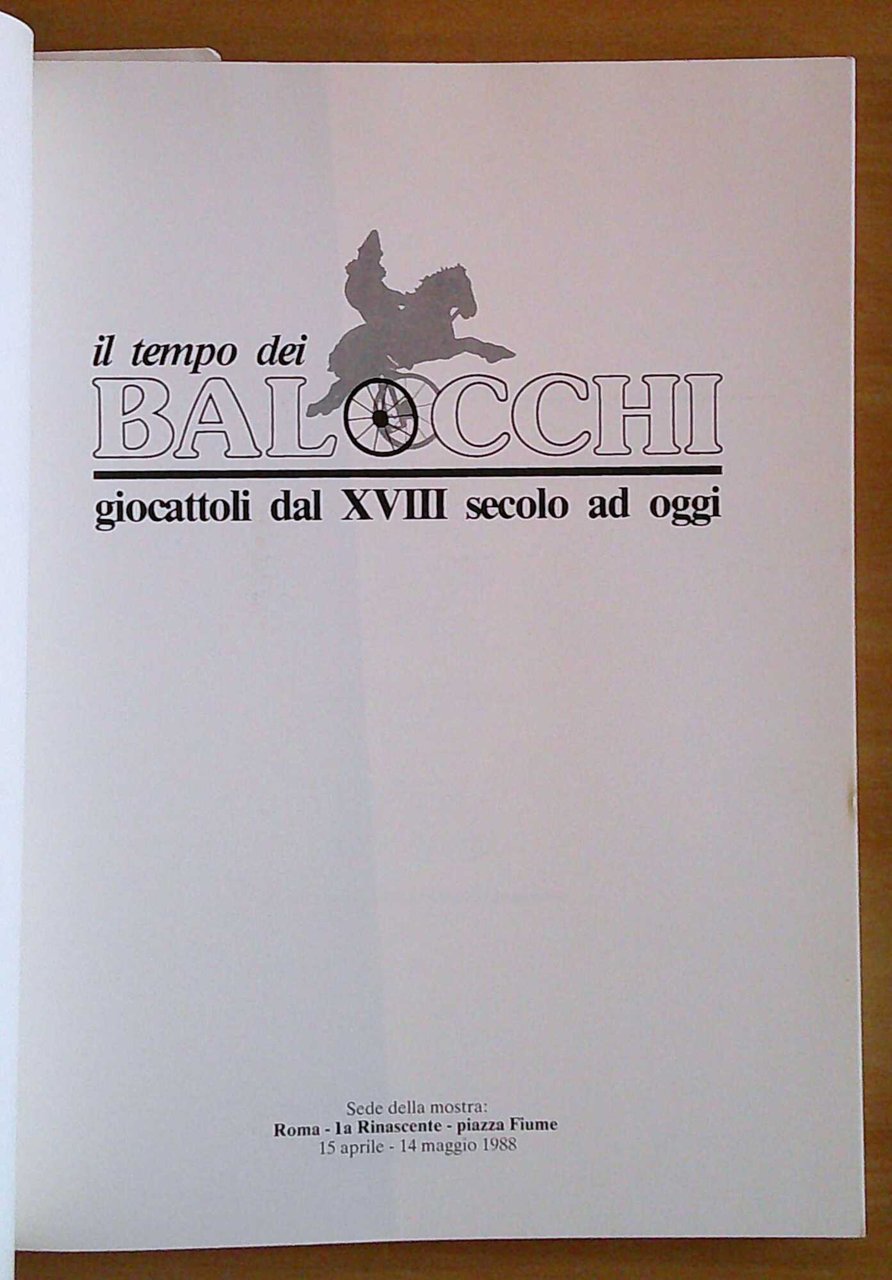 il tempo dei
BALOCCHI
giocattoli dal XVIII secolo ad oggi
Sede della mostra:
Roma - la Rinascente - piazza Fiume
15 aprile - 14 maggio 1988